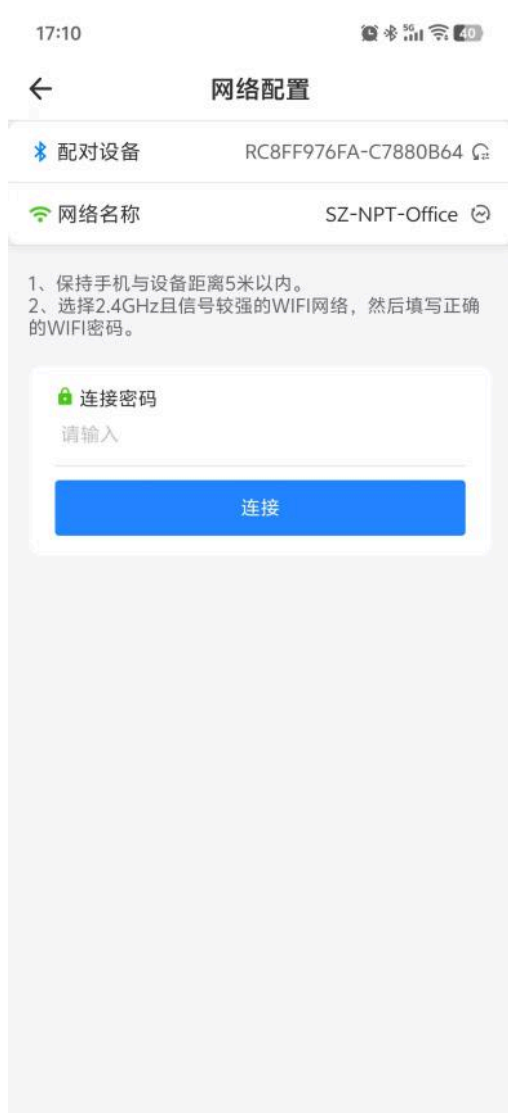 17:10
5G
40
网络配置
配对设备 RC8FF976FA-C7880B64
网络名称 SZ-NPT-Office
1、保持手机与设备距离5米以内。
2、选择2.4GHz且信号较强的WIFI网络，然后填写正确
的WIFI密码。
连接密码
请输入
连接